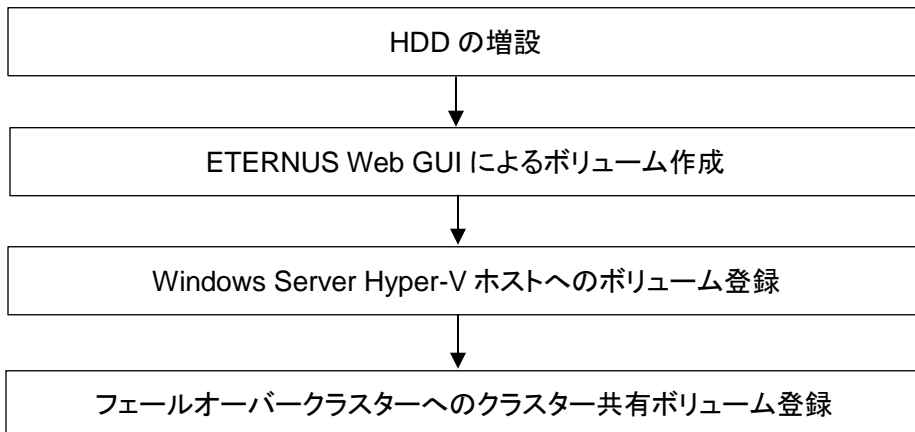 HDD の増設
ETERNUS Web GUI によるボリューム作成
Windows Server Hyper-V ホストへのボリューム登録
フェールオーバークラスターへのクラスター共有ボリューム登録